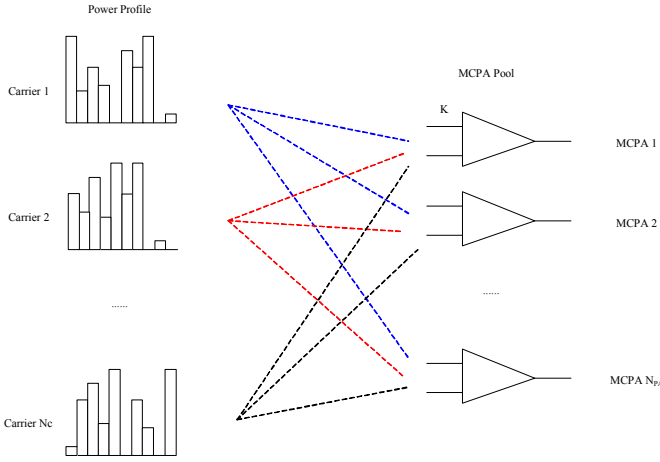 Power Profile
MCPA Pool
Carrier 1
K
MCPA 1
Carrier 2
MCPA 2
......
......
MCPA N
Carrier Nc